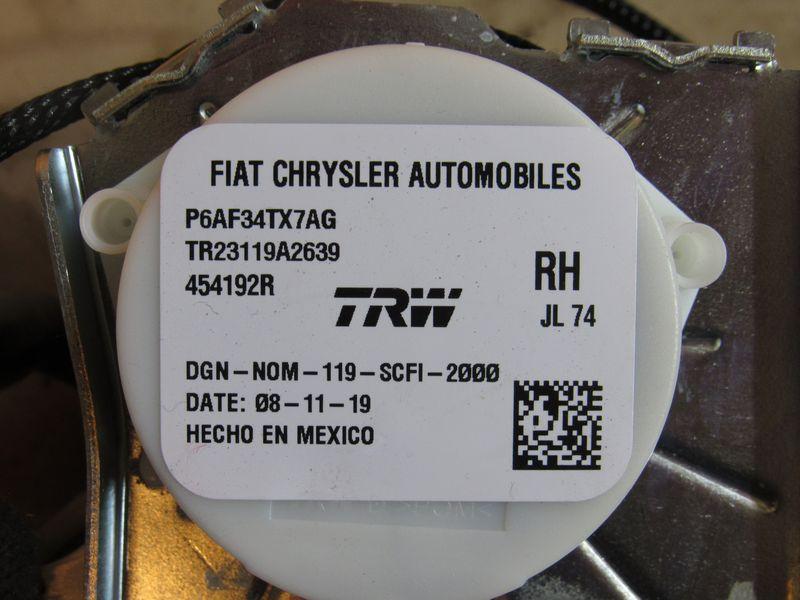 FIAT CHRYSLER AUTOMOBILES
P6AF34TX7AG
TR23119A2639
454192R
RH
TRW
JL 74
DGN-NOM-119-SCFI-2000
DATE: 08-11-19
HECHO EN MEXICO